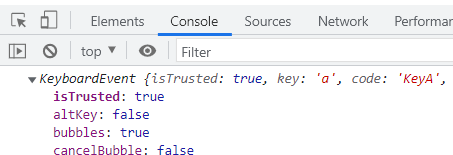 Elements Console Sources Network Performa
top Filter
KeyboardEvent {isTrusted: true, key: 'a', code: 'KeyA',
isTrusted: true
altKey: false
bubbles: true
cancelBubble: false